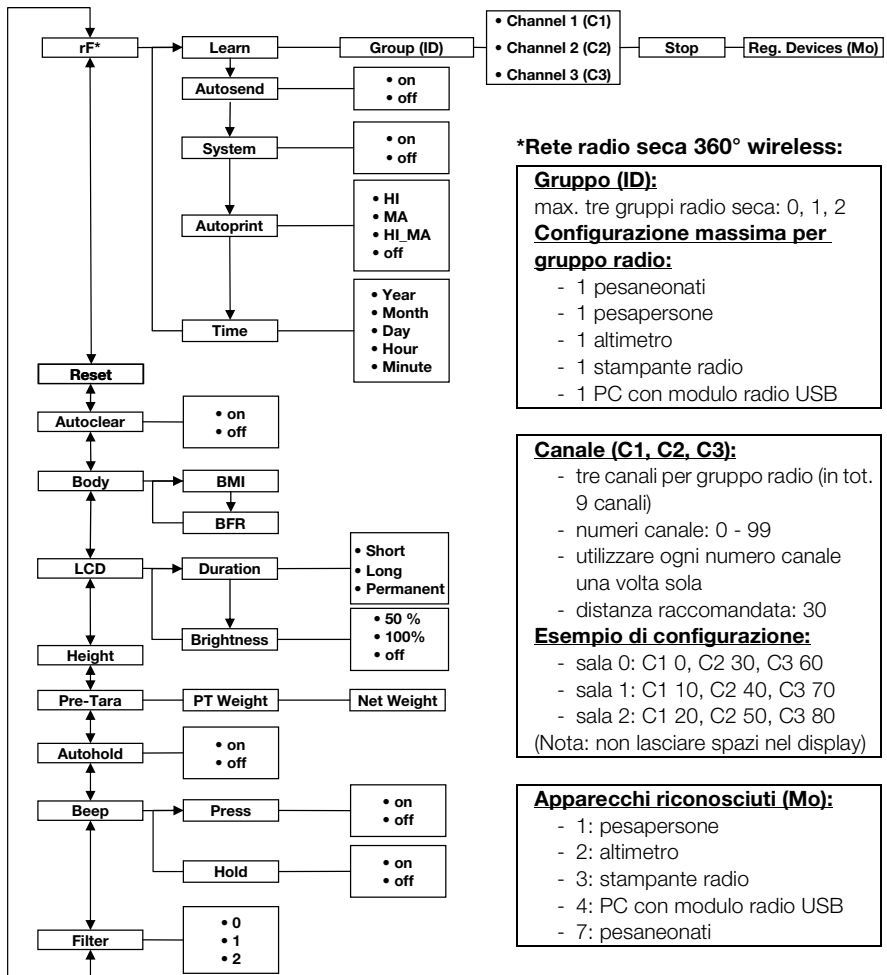 rF*
Learn
Group (ID)
• Channel 1 (C1)
• Channel 2 (C2)
• Channel 3 (C3)
Stop
Reg. Devices (Mo)
Autosend
• on
• off
System
• on
• off
Autoprint
• HI
• MA
• HI_MA
• off
Time
• Year
• Month
• Day
• Hour
• Minute
Reset
Autoclear
• on
• off
Body
BMI
BFR
LCD
Duration
• Short
• Long
• Permanent
Brightness
• 50 %
• 100%
• off
Height
Pre-Tara
PT Weight
Net Weight
Autohold
• on
• off
Beep
Press
• on
• off
Hold
• on
• off
Filter
• 0
• 1
• 2
*Rete radio seca 360° wireless:
Gruppo (ID):
max. tre gruppi radio seca: 0, 1, 2
Configurazione massima per
gruppo radio:
- 1 pesaneonati
- 1 pesapersone
- 1 altimetro
- 1 stampante radio
- 1 PC con modulo radio USB
Canale (C1, C2, C3):
- tre canali per gruppo radio (in tot.
9 canali)
- numeri canale: 0 - 99
- utilizzare ogni numero canale
una volta sola
- distanza raccomandata: 30
Esempio di configurazione:
- sala 0: C1 0, C2 30, C3 60
- sala 1: C1 10, C2 40, C3 70
- sala 2: C1 20, C2 50, C3 80
(Nota: non lasciare spazi nel display)
Apparecchi riconosciuti (Mo):
- 1: pesapersone
- 2: altimetro
- 3: stampante radio
- 4: PC con modulo radio USB
- 7: pesaneonati